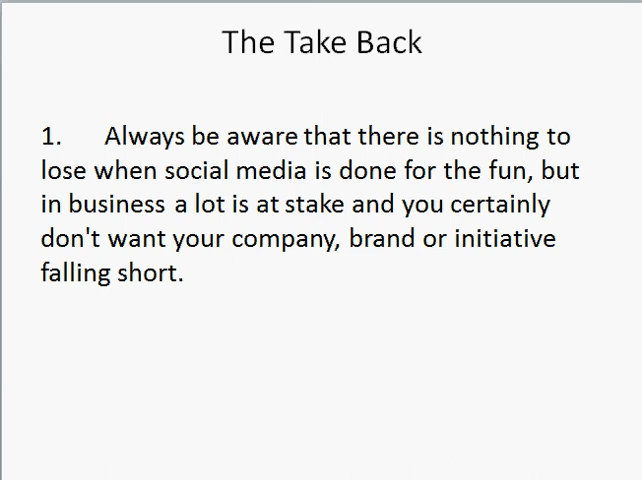 The Take Back
1. Always be aware that there is nothing to
lose when social media is done for the fun, but
in business a lot is at stake and you certainly
don't want your company, brand or initiative
falling short.